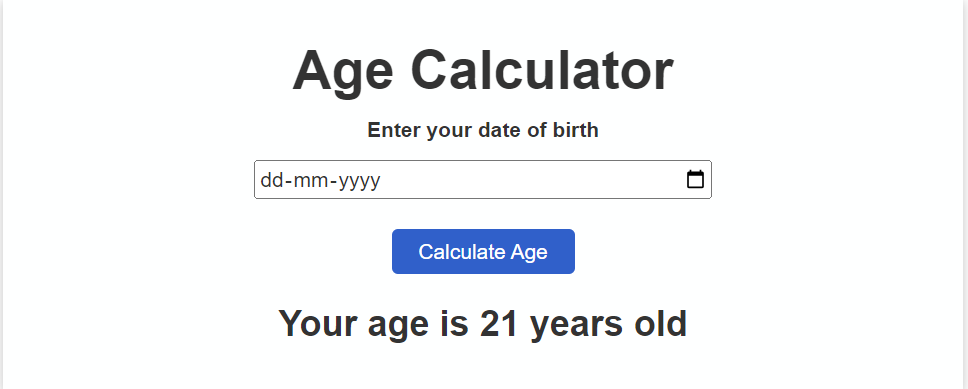 Age Calculator
Enter your date of birth
dd-mm-yyyy
Calculate Age
Your age is 21 years old